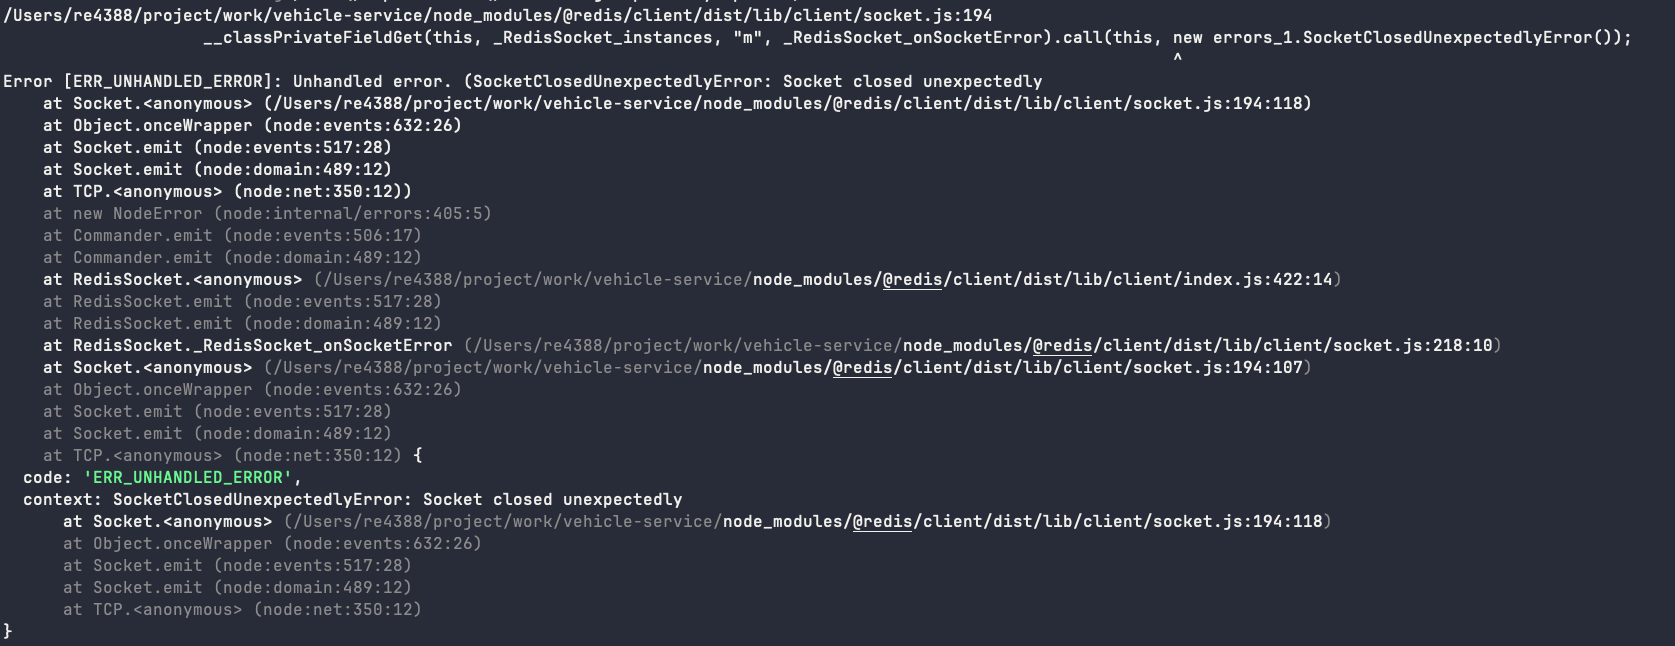 /Users/re4388/project/work/vehicle-service/node_modules/@redis/client/dist/lib/client/socket.js:194
                    __classPrivateFieldGet(this, _RedisSocket_instances, "m", _RedisSocket_onSocketError).call(this, new errors_1.SocketClosedUnexpectedlyError());
                                                                                                                     ^
Error [ERR_UNHANDLED_ERROR]: Unhandled error. (SocketClosedUnexpectedlyError: Socket closed unexpectedly
    at Socket.<anonymous> (/Users/re4388/project/work/vehicle-service/node_modules/@redis/client/dist/lib/client/socket.js:194:118)
    at Object.onceWrapper (node:events:632:26)
    at Socket.emit (node:events:517:28)
    at Socket.emit (node:domain:489:12)
    at TCP.<anonymous> (node:net:350:12))
    at new NodeError (node:internal/errors:405:5)
    at Commander.emit (node:events:506:17)
    at Commander.emit (node:domain:489:12)
    at RedisSocket.<anonymous> (/Users/re4388/project/work/vehicle-service/node_modules/@redis/client/dist/lib/client/index.js:422:14)
    at RedisSocket.emit (node:events:517:28)
    at RedisSocket.emit (node:domain:489:12)
    at RedisSocket._RedisSocket_onSocketError (/Users/re4388/project/work/vehicle-service/node_modules/@redis/client/dist/lib/client/socket.js:218:10)
    at Socket.<anonymous> (/Users/re4388/project/work/vehicle-service/node_modules/@redis/client/dist/lib/client/socket.js:194:107)
    at Object.onceWrapper (node:events:632:26)
    at Socket.emit (node:events:517:28)
    at Socket.emit (node:domain:489:12)
    at TCP.<anonymous> (node:net:350:12) {
  code: 'ERR_UNHANDLED_ERROR',
  context: SocketClosedUnexpectedlyError: Socket closed unexpectedly
      at Socket.<anonymous> (/Users/re4388/project/work/vehicle-service/node_modules/@redis/client/dist/lib/client/socket.js:194:118)
      at Object.onceWrapper (node:events:632:26)
      at Socket.emit (node:events:517:28)
      at Socket.emit (node:domain:489:12)
      at TCP.<anonymous> (node:net:350:12)
}